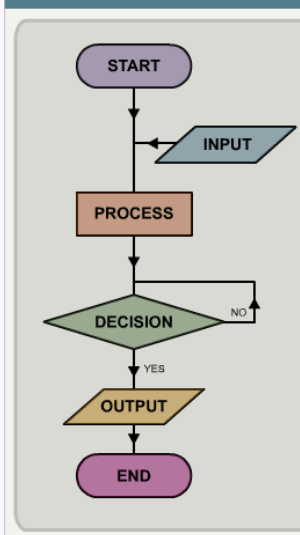 START
INPUT
PROCESS
DECISION
NO
YES
OUTPUT
END